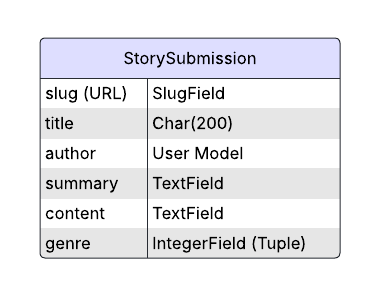 StorySubmission
slug (URL) SlugField
title Char(200)
author User Model
summary TextField
content TextField
genre IntegerField (Tuple)